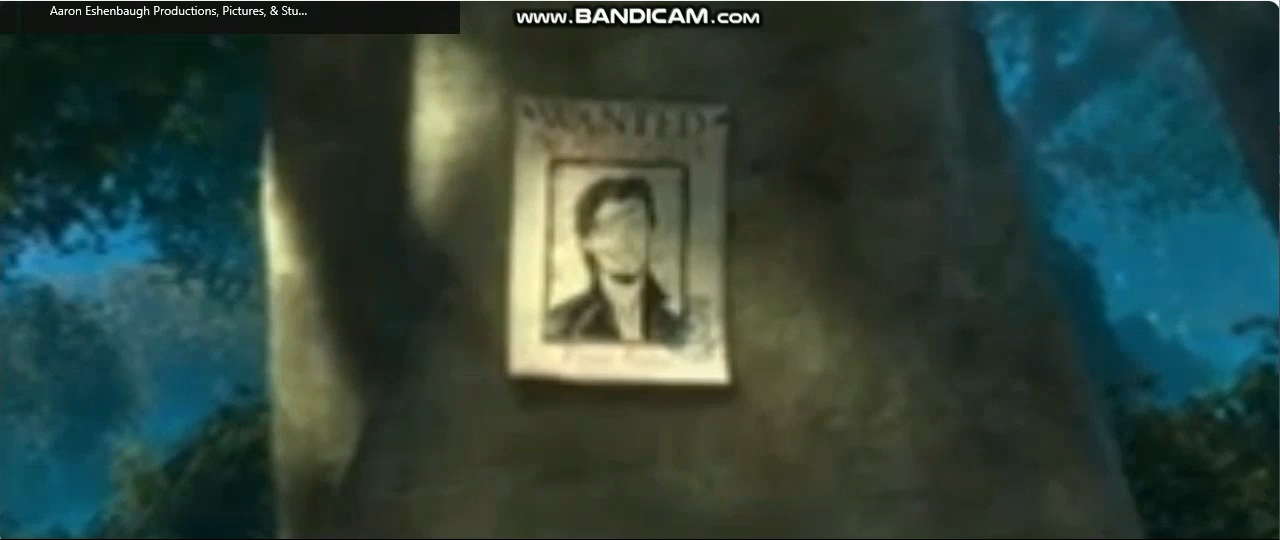 Aaron Eshenbaugh Productions, Pictures, & Stu...
www.BANDICAM.com
WANTED